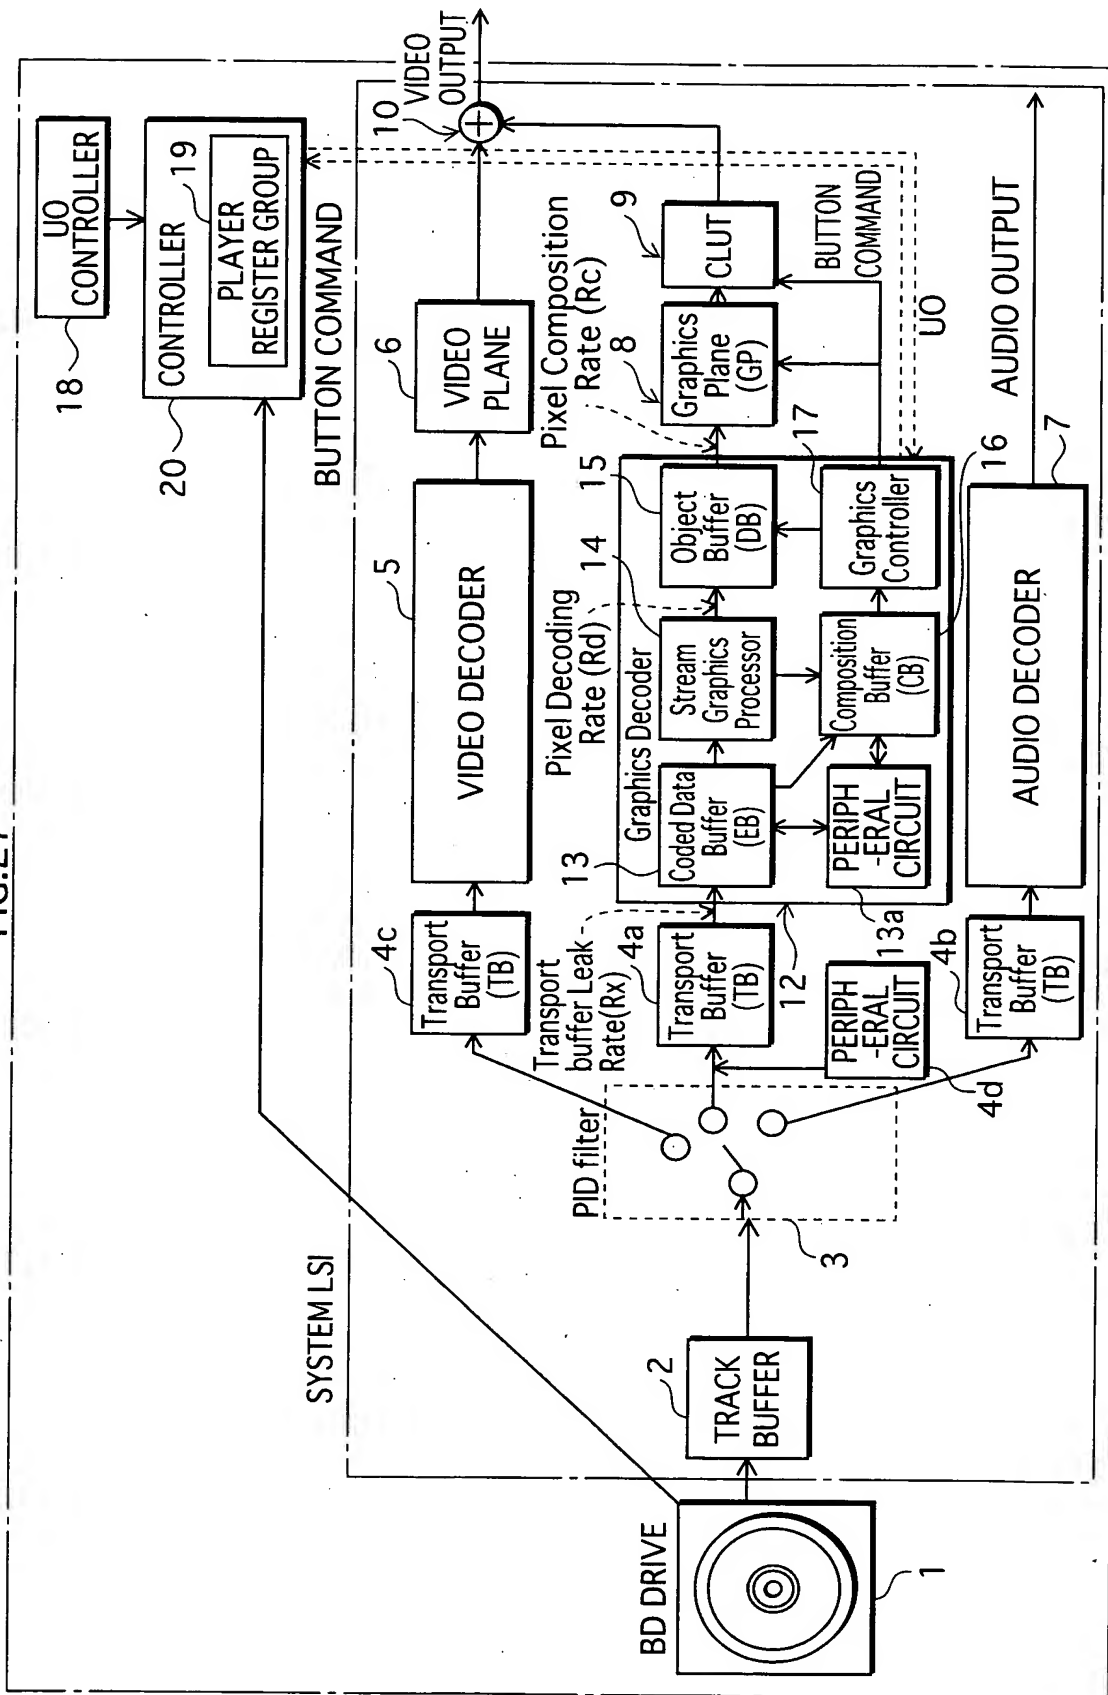 FIG.27
18
UO
CONTROLLER
20
CONTROLLER
19
PLAYER
REGISTER GROUP
BUTTON COMMAND
SYSTEM LSI
BD DRIVE
1
2
TRACK
BUFFER
PID filter
3
4c
Transport
Buffer
(TB)
5
VIDEO DECODER
6
VIDEO
PLANE
10
VIDEO
OUTPUT
Transport
buffer Leak
Rate(Rx)
4a
Transport
Buffer
(TB)
PERIPH
-ERAL
CIRCUIT
4d
12
Graphics Decoder
13
Coded Data
Buffer
(EB)
Pixel Decoding
Rate (Rd)
14
Stream
Graphics
Processor
15
Object
Buffer
(DB)
Pixel Composition
Rate (Rc)
8
Graphics
Plane
(GP)
9
CLUT
BUTTON
COMMAND
UO
13a
PERIPH
-ERAL
CIRCUIT
Composition
Buffer
(CB)
16
17
Graphics
Controller
4b
Transport
Buffer
(TB)
AUDIO DECODER
7
AUDIO OUTPUT